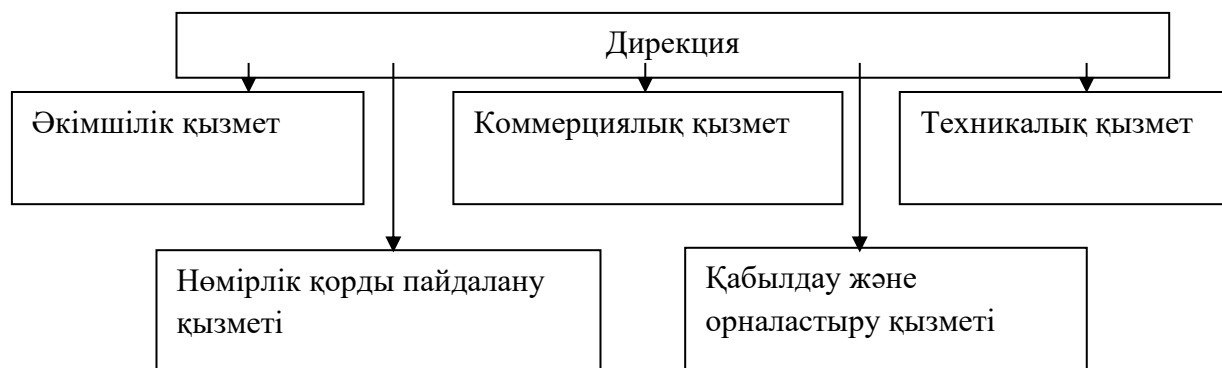 Дирекция
Әкімшілік қызмет
Коммерциялық қызмет
Техникалық қызмет
Нөмірлік қорды пайдалану
қызметі
Қабылдау және
орналастыру қызметі